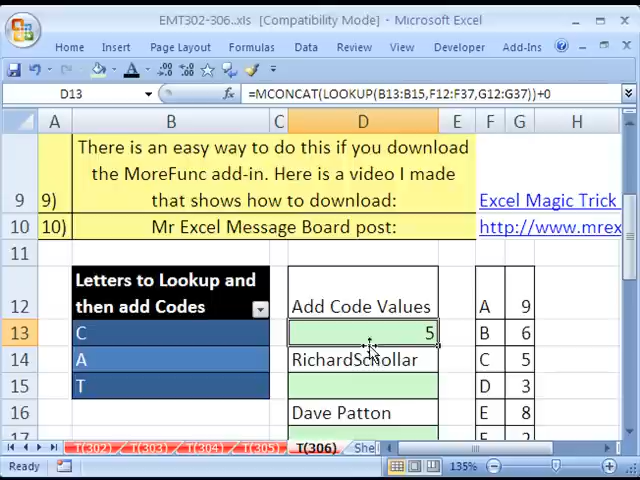 EMT302-306..xls [Compatibility Mode] - Microsoft Excel
Home Insert Page Layout Formulas Data Review View Developer Add-Ins
D13 fx =MCONCAT(LOOKUP(B13:B15,F12:F37,G12:G37))+0
A B C D E F G H
There is an easy way to do this if you download
the MoreFunc add-in. Here is a video I made
9 9) that shows how to download: Excel Magic Trick
10 10) Mr Excel Message Board post: http://www.mrex
11
Letters to Lookup and
12 then add Codes Add Code Values A 9
13 C 5 B 6
14 A RichardSchollar C 5
15 T D 3
16 Dave Patton E 8
17 F 2
T(302) T(303) T(304) T(305) T(306) She
Ready 135%